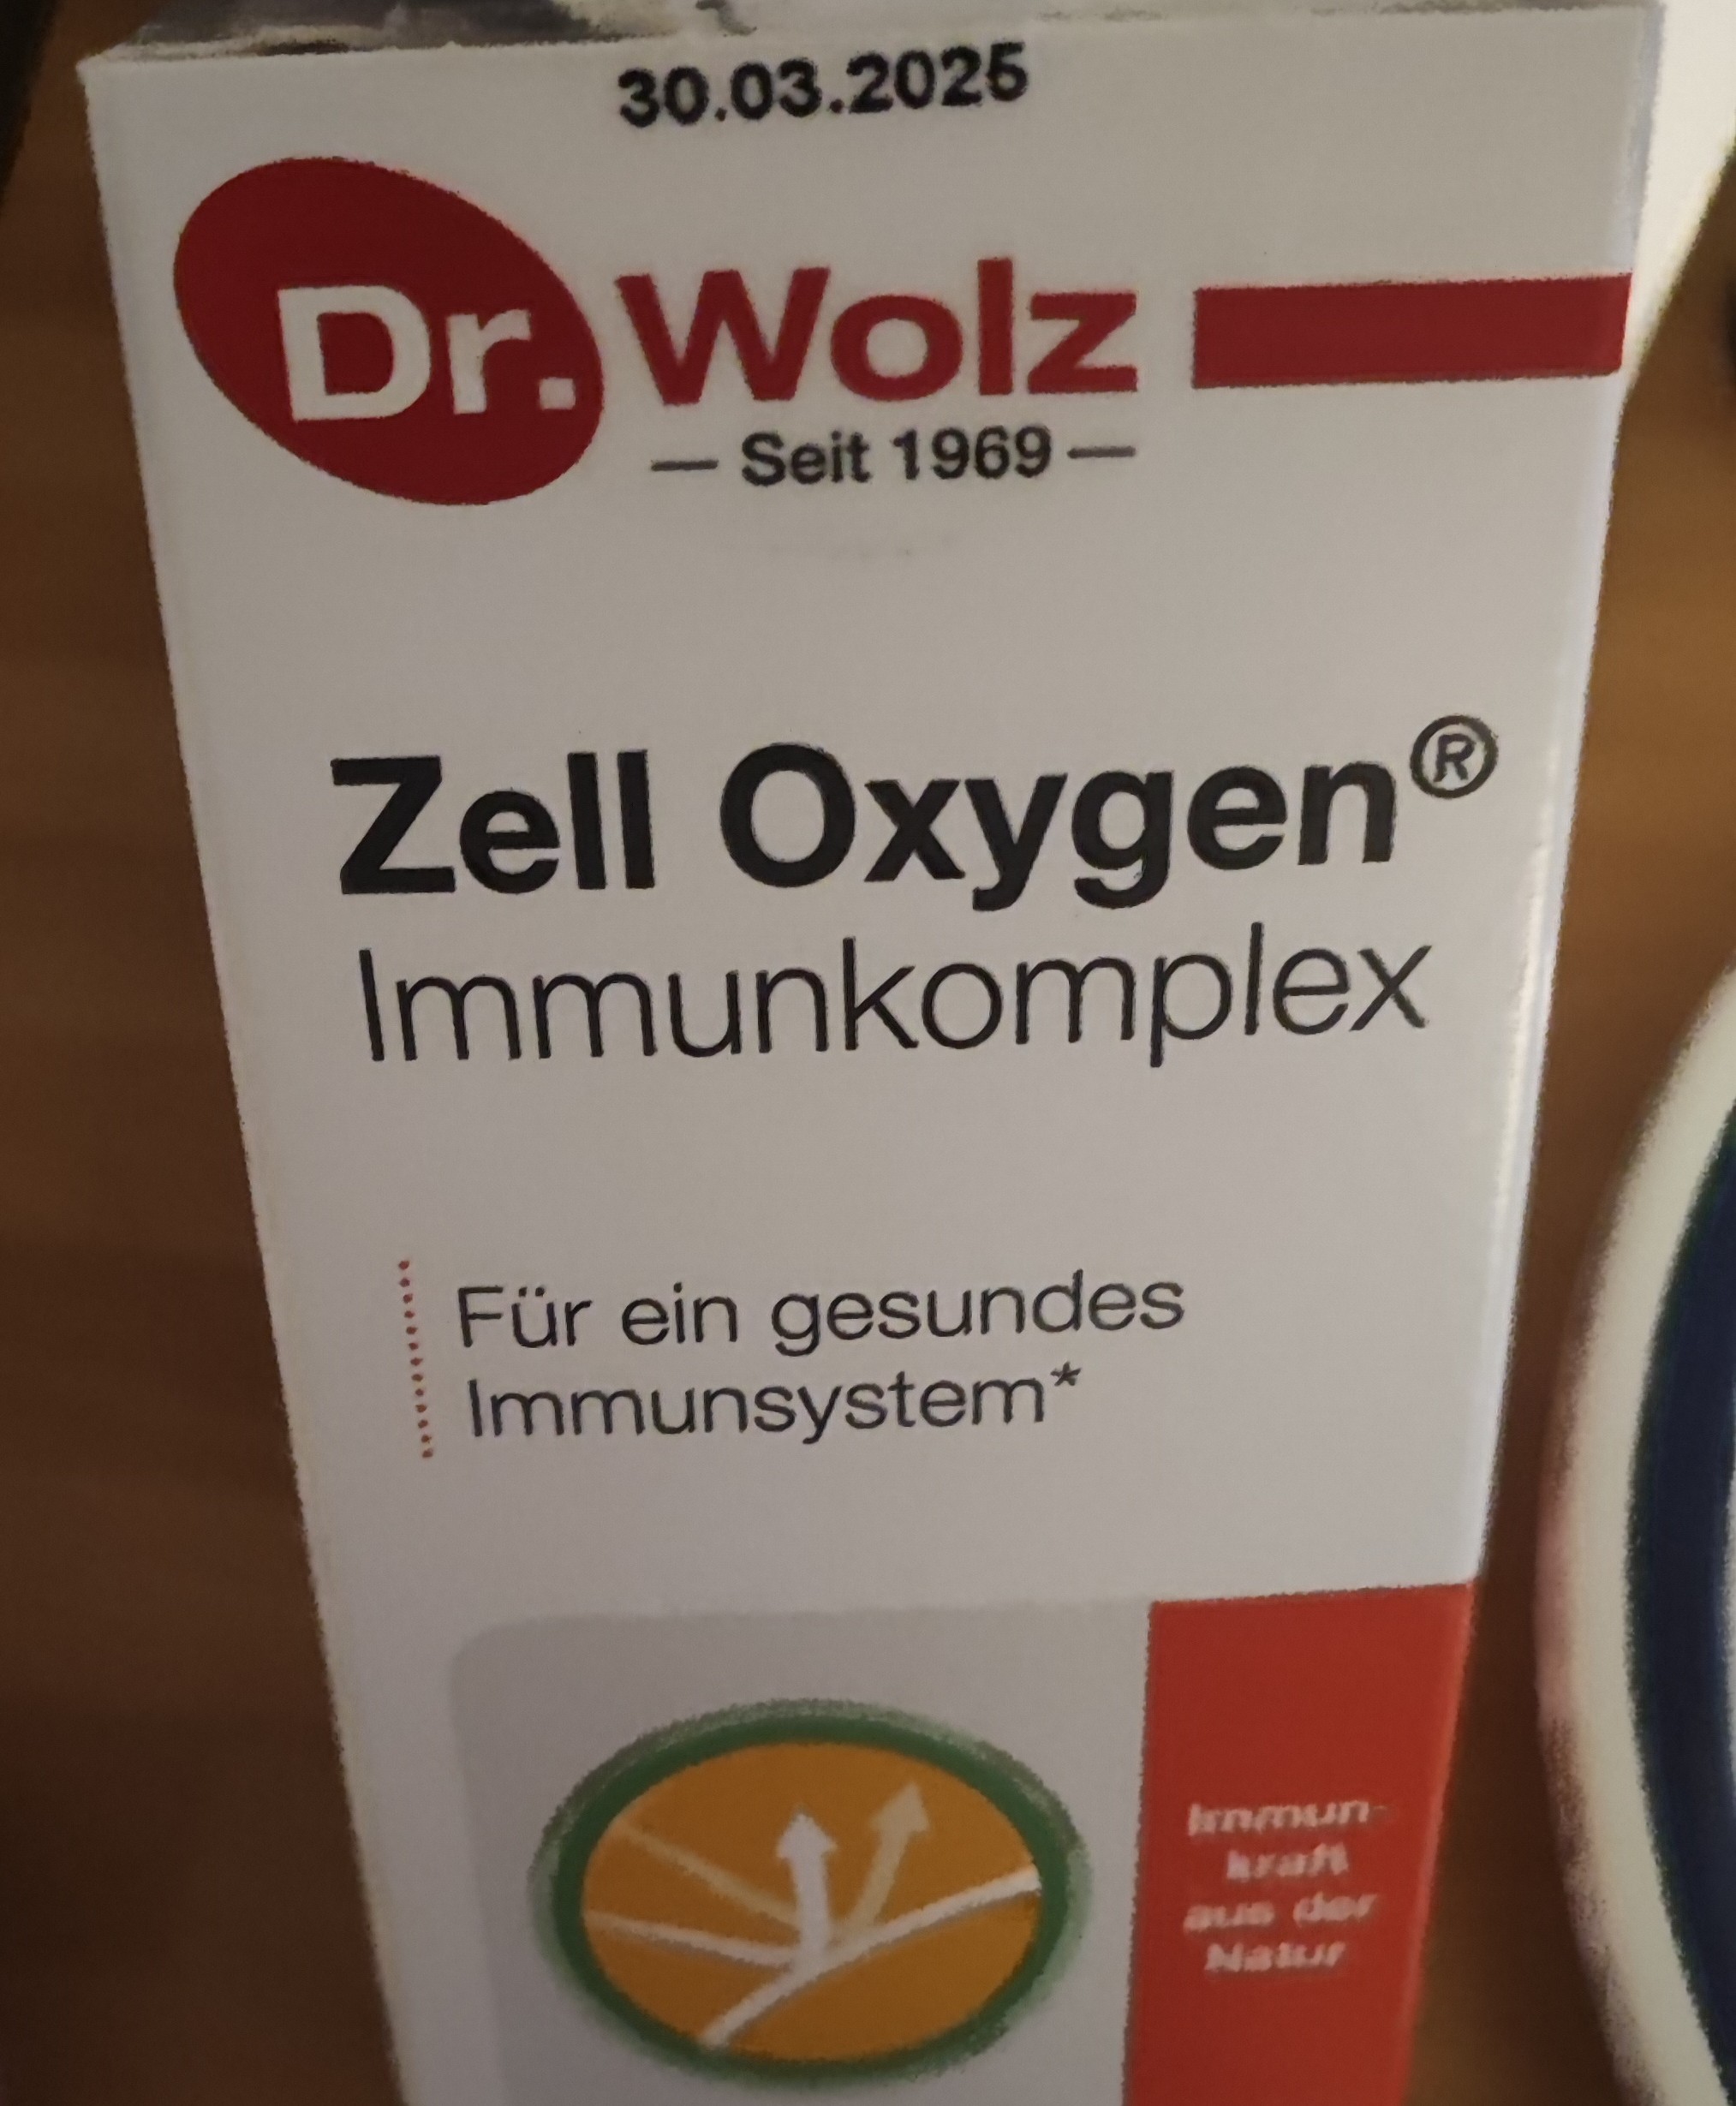 30.03.2025
Dr. Wolz
— Seit 1969 —
Zell Oxygen®
Immunkomplex
Für ein gesundes
Immunsystem*
Immun-
kraft
aus der
Natur